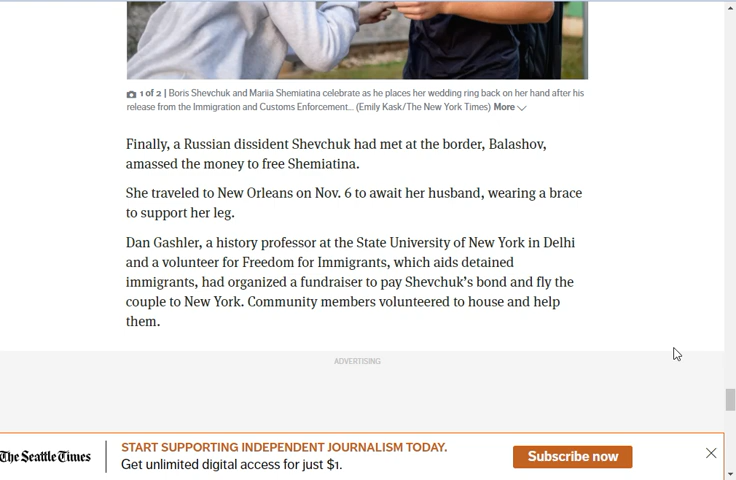 1 of 2 | Boris Shevchuk and Mariia Shemiatina celebrate as he places her wedding ring back on her hand after his
release from the Immigration and Customs Enforcement... (Emily Kask/The New York Times) More
Finally, a Russian dissident Shevchuk had met at the border, Balashov,
amassed the money to free Shemiatina.
She traveled to New Orleans on Nov. 6 to await her husband, wearing a brace
to support her leg.
Dan Gashler, a history professor at the State University of New York in Delhi
and a volunteer for Freedom for Immigrants, which aids detained
immigrants, had organized a fundraiser to pay Shevchuk's bond and fly the
couple to New York. Community members volunteered to house and help
them.
ADVERTISING
The Seattle Times
START SUPPORTING INDEPENDENT JOURNALISM TODAY.
Get unlimited digital access for just $1.
Subscribe now